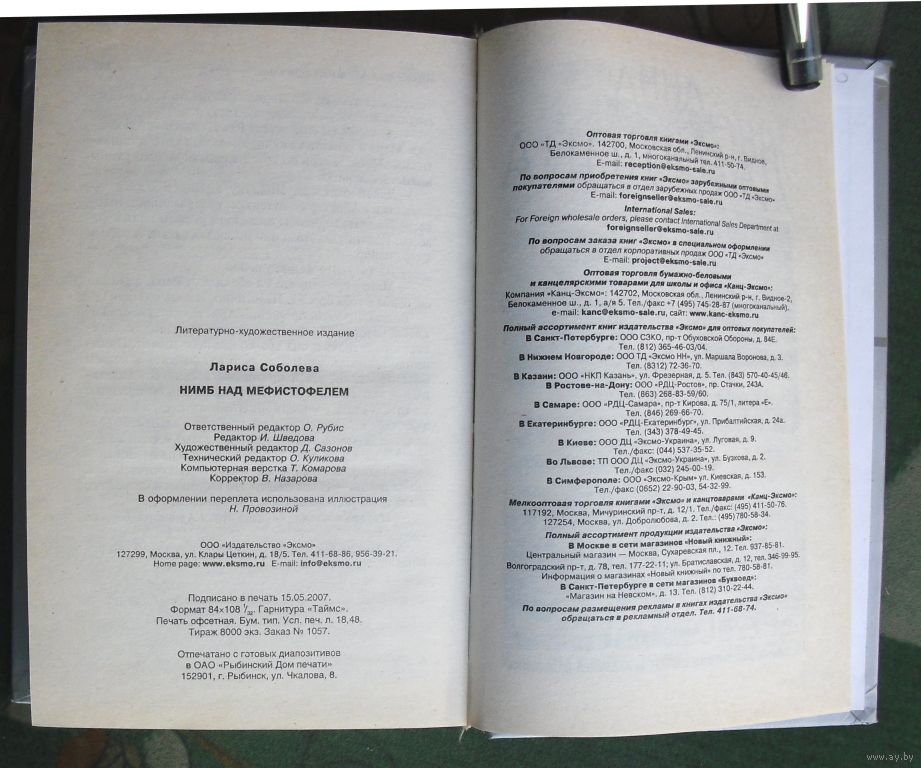 Литературно-художественное издание
Лариса Соболева
НИМБ НАД МЕФИСТОФЕЛЕМ
Ответственный редактор О. Рубис
Редактор И. Шведова
Художественный редактор Д. Сазонов
Технический редактор О. Куликова
Компьютерная верстка Т. Комарова
Корректор В. Назарова
В оформлении переплета использована иллюстрация
Н. Провозиной
ООО «Издательство «Эксмо»
127299, Москва, ул. Клары Цеткин, д. 18/5. Тел. 411-68-86, 956-39-21.
Home page: www.eksmo.ru E-mail: info@eksmo.ru
Подписано в печать 15.05.2007.
Формат 84×108 1/32. Гарнитура «Таймс».
Печать офсетная. Бум. тип. Усл. печ. л. 18,48.
Тираж 8000 экз. Заказ № 1057.
Отпечатано с готовых диапозитивов
в ОАО «Рыбинский Дом печати»
152901, г. Рыбинск, ул. Чкалова, 8.
Оптовая торговля книгами «Эксмо»:
ООО «ТД «Эксмо». 142700, Московская обл., Ленинский р-н, г. Видное,
Белокаменное ш., д. 1, многоканальный тел. 411-50-74.
E-mail: reception@eksmo-sale.ru
По вопросам приобретения книг «Эксмо» зарубежными оптовыми
покупателями обращаться в отдел зарубежных продаж ООО «ТД «Эксмо»
E-mail: foreignseller@eksmo-sale.ru
International Sales:
For Foreign wholesale orders, please contact International Sales Department at
foreignseller@eksmo-sale.ru
По вопросам заказа книг «Эксмо» в специальном оформлении
обращаться в отдел корпоративных продаж ООО «ТД «Эксмо»
E-mail: project@eksmo-sale.ru
Оптовая торговля бумажно-беловыми
и канцелярскими товарами для школы и офиса «Канц-Эксмо»:
Компания «Канц-Эксмо»: 142702, Московская обл., Ленинский р-н, г. Видное-2,
Белокаменное ш., д. 1, а/я 5. Тел./факс +7 (495) 745-28-87 (многоканальный).
e-mail: kanc@eksmo-sale.ru, сайт: www.kanc-eksmo.ru
Полный ассортимент книг издательства «Эксмо» для оптовых покупателей:
В Санкт-Петербурге: ООО СЗКО, пр-т Обуховской Обороны, д. 84Е.
Тел. (812) 365-46-03/04.
В Нижнем Новгороде: ООО ТД «Эксмо НН», ул. Маршала Воронова, д. 3.
Тел. (8312) 72-36-70.
В Казани: ООО «НКП Казань», ул. Фрезерная, д. 5. Тел. (843) 570-40-45/46.
В Ростове-на-Дону: ООО «РДЦ-Ростов», пр. Стачки, 243А.
Тел. (863) 268-83-59/60.
В Самаре: ООО «РДЦ-Самара», пр-т Кирова, д. 75/1, литера «Е».
Тел. (846) 269-66-70.
В Екатеринбурге: ООО «РДЦ-Екатеринбург», ул. Прибалтийская, д. 24а.
Тел. (343) 378-49-45.
В Киеве: ООО ДЦ «Эксмо-Украина», ул. Луговая, д. 9.
Тел./факс: (044) 537-35-52.
Во Львове: ТП ООО ДЦ «Эксмо-Украина», ул. Бузкова, д. 2.
Тел./факс (032) 245-00-19.
В Симферополе: ООО «Эксмо-Крым» ул. Киевская, д. 153.
Тел./факс (0652) 22-90-03, 54-32-99.
Мелкооптовая торговля книгами «Эксмо» и канцтоварами «Канц-Эксмо»:
117192, Москва, Мичуринский пр-т, д. 12/1. Тел./факс: (495) 411-50-76.
127254, Москва, ул. Добролюбова, д. 2. Тел.: (495)780-58-34.
Полный ассортимент продукции издательства «Эксмо»:
В Москве в сети магазинов «Новый книжный»:
Центральный магазин — Москва, Сухаревская пл., 12. Тел. 937-85-81.
Волгоградский пр-т, д. 78, тел. 177-22-11; ул. Братиславская, д. 12, тел. 346-99-95.
Информация о магазинах «Новый книжный» по тел. 780-58-81.
В Санкт-Петербурге в сети магазинов «Буквоед»:
«Магазин на Невском», д. 13. Тел. (812) 310-22-44.
По вопросам размещения рекламы в книгах издательства «Эксмо»
обращаться в рекламный отдел. Тел. 411-68-74.
www.ay.by